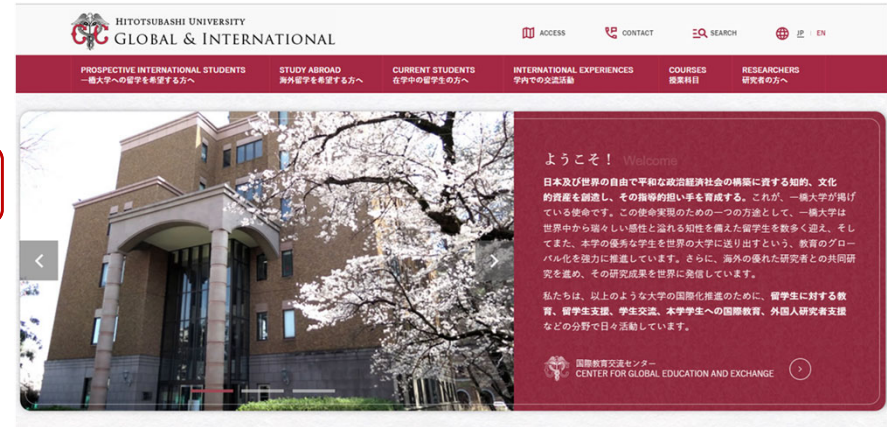 HITOTSUBASHI UNIVERSITY
GLOBAL & INTERNATIONAL
ACCESS
CONTACT
SEARCH
JP | EN
PROSPECTIVE INTERNATIONAL STUDENTS
一橋大学への留学を希望する方へ
STUDY ABROAD
海外留学を希望する方へ
CURRENT STUDENTS
在学中の留学生の方へ
INTERNATIONAL EXPERIENCES
学内での交流活動
COURSES
授業科目
RESEARCHERS
研究者の方へ
ようこそ！ Welcome
日本及び世界の自由で平和な政治経済社会の構築に資する知的、文化
的資産を創造し、その指導的担い手を育成する。これが、一橋大学が掲げ
ている使命です。この使命実現のための一つの方途として、一橋大学は
世界中から瑞々しい感性と溢れる知性を備えた留学生を数多く迎え、そし
てまた、本学の優秀な学生を世界の大学に送り出すという、教育のグロー
バル化を強力に推進しています。さらに、海外の優れた研究者との共同研
究を進め、その研究成果を世界に発信しています。
私たちは、以上のような大学の国際化推進のために、留学生に対する教
育、留学生支援、学生交流、本学学生への国際教育、外国人研究者支援
などの分野で日々活動しています。
国際教育交流センター
CENTER FOR GLOBAL EDUCATION AND EXCHANGE